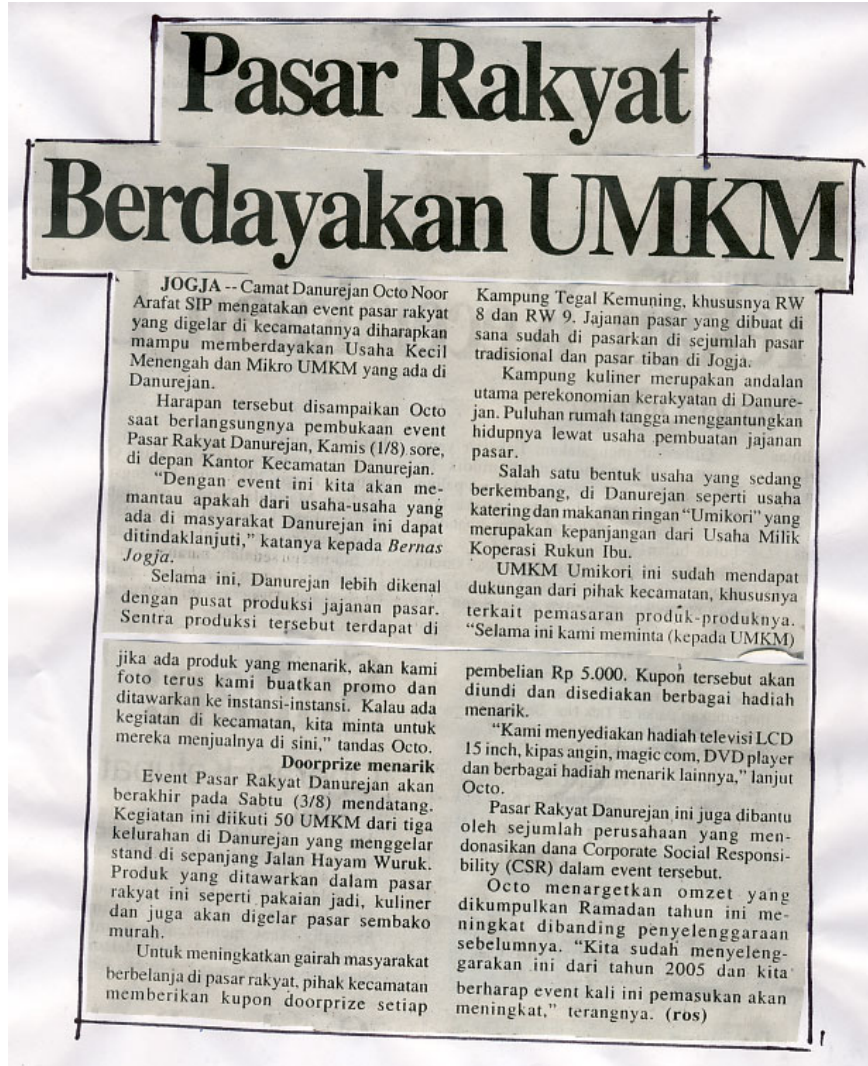 Pasar Rakyat
Berdayakan UMKM
JOGJA -- Camat Danurejan Octo Noor
Arafat SIP mengatakan event pasar rakyat
yang digelar di kecamatannya diharapkan
mampu memberdayakan Usaha Kecil
Menengah dan Mikro UMKM yang ada di
Danurejan.
Harapan tersebut disampaikan Octo
saat berlangsungnya pembukaan event
Pasar Rakyat Danurejan, Kamis (1/8) sore,
di depan Kantor Kecamatan Danurejan.
“Dengan event ini kita akan me-
mantau apakah dari usaha-usaha yang
ada di masyarakat Danurejan ini dapat
ditindaklanjuti,” katanya kepada Bernas
Jogja.
Selama ini, Danurejan lebih dikenal
dengan pusat produksi jajanan pasar.
Sentra produksi tersebut terdapat di
Kampung Tegal Kemuning, khususnya RW
8 dan RW 9. Jajanan pasar yang dibuat di
sana sudah di pasarkan di sejumlah pasar
tradisional dan pasar tiban di Jogja.
Kampung kuliner merupakan andalan
utama perekonomian kerakyatan di Danure-
jan. Puluhan rumah tangga menggantungkan
hidupnya lewat usaha pembuatan jajanan
pasar.
Salah satu bentuk usaha yang sedang
berkembang, di Danurejan seperti usaha
katering dan makanan ringan “Umikori” yang
merupakan kepanjangan dari Usaha Milik
Koperasi Rukun Ibu.
UMKM Umikori ini sudah mendapat
dukungan dari pihak kecamatan, khususnya
terkait pemasaran produk-produknya.
“Selama ini kami meminta (kepada UMKM)
jika ada produk yang menarik, akan kami
foto terus kami buatkan promo dan
ditawarkan ke instansi-instansi. Kalau ada
kegiatan di kecamatan, kita minta untuk
mereka menjualnya di sini,” tandas Octo.
Doorprize menarik
Event Pasar Rakyat Danurejan akan
berakhir pada Sabtu (3/8) mendatang.
Kegiatan ini diikuti 50 UMKM dari tiga
kelurahan di Danurejan yang menggelar
stand di sepanjang Jalan Hayam Wuruk.
Produk yang ditawarkan dalam pasar
rakyat ini seperti pakaian jadi, kuliner
dan juga akan digelar pasar sembako
murah.
Untuk meningkatkan gairah masyarakat
berbelanja di pasar rakyat, pihak kecamatan
memberikan kupon doorprize setiap
pembelian Rp 5.000. Kupon tersebut akan
diundi dan disediakan berbagai hadiah
menarik.
“Kami menyediakan hadiah televisi LCD
15 inch, kipas angin, magic com, DVD player
dan berbagai hadiah menarik lainnya,” lanjut
Octo.
Pasar Rakyat Danurejan ini juga dibantu
oleh sejumlah perusahaan yang men-
donasikan dana Corporate Social Responsi-
bility (CSR) dalam event tersebut.
Octo menargetkan omzet yang
dikumpulkan Ramadan tahun ini me-
ningkat dibanding penyelenggaraan
sebelumnya. “Kita sudah menyeleng-
garakan ini dari tahun 2005 dan kita
berharap event kali ini pemasukan akan
meningkat,” terangnya. (ros)